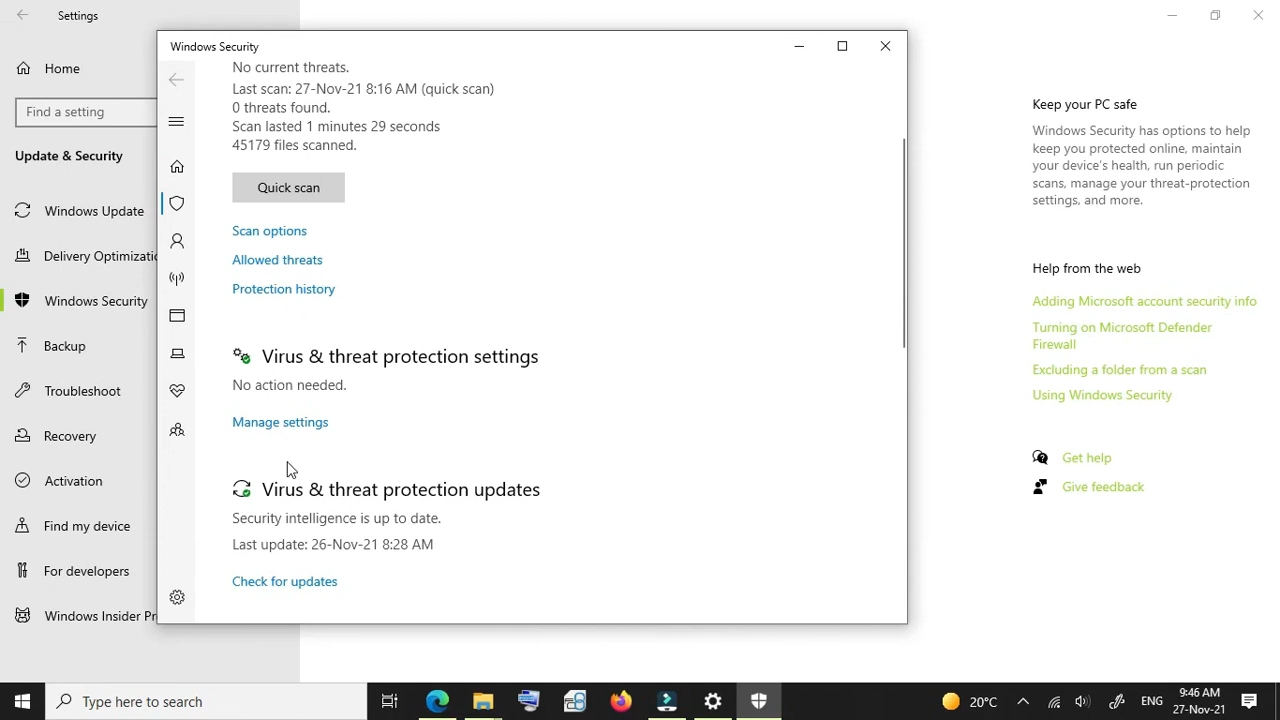 Settings
Home
Find a setting
Update & Security
Windows Update
Delivery Optimizatio
Windows Security
Backup
Troubleshoot
Recovery
Activation
Find my device
For developers
Windows Insider Pr
Windows Security
No current threats.
Last scan: 27-Nov-21 8:16 AM (quick scan)
0 threats found.
Scan lasted 1 minutes 29 seconds
45179 files scanned.
Quick scan
Scan options
Allowed threats
Protection history
Virus & threat protection settings
No action needed.
Manage settings
Virus & threat protection updates
Security intelligence is up to date.
Last update: 26-Nov-21 8:28 AM
Check for updates
Keep your PC safe
Windows Security has options to help
keep you protected online, maintain
your device's health, run periodic
scans, manage your threat-protection
settings, and more.
Help from the web
Adding Microsoft account security info
Turning on Microsoft Defender
Firewall
Excluding a folder from a scan
Using Windows Security
Get help
Give feedback
Type here to search
20°C
ENG
9:46 AM
27-Nov-21